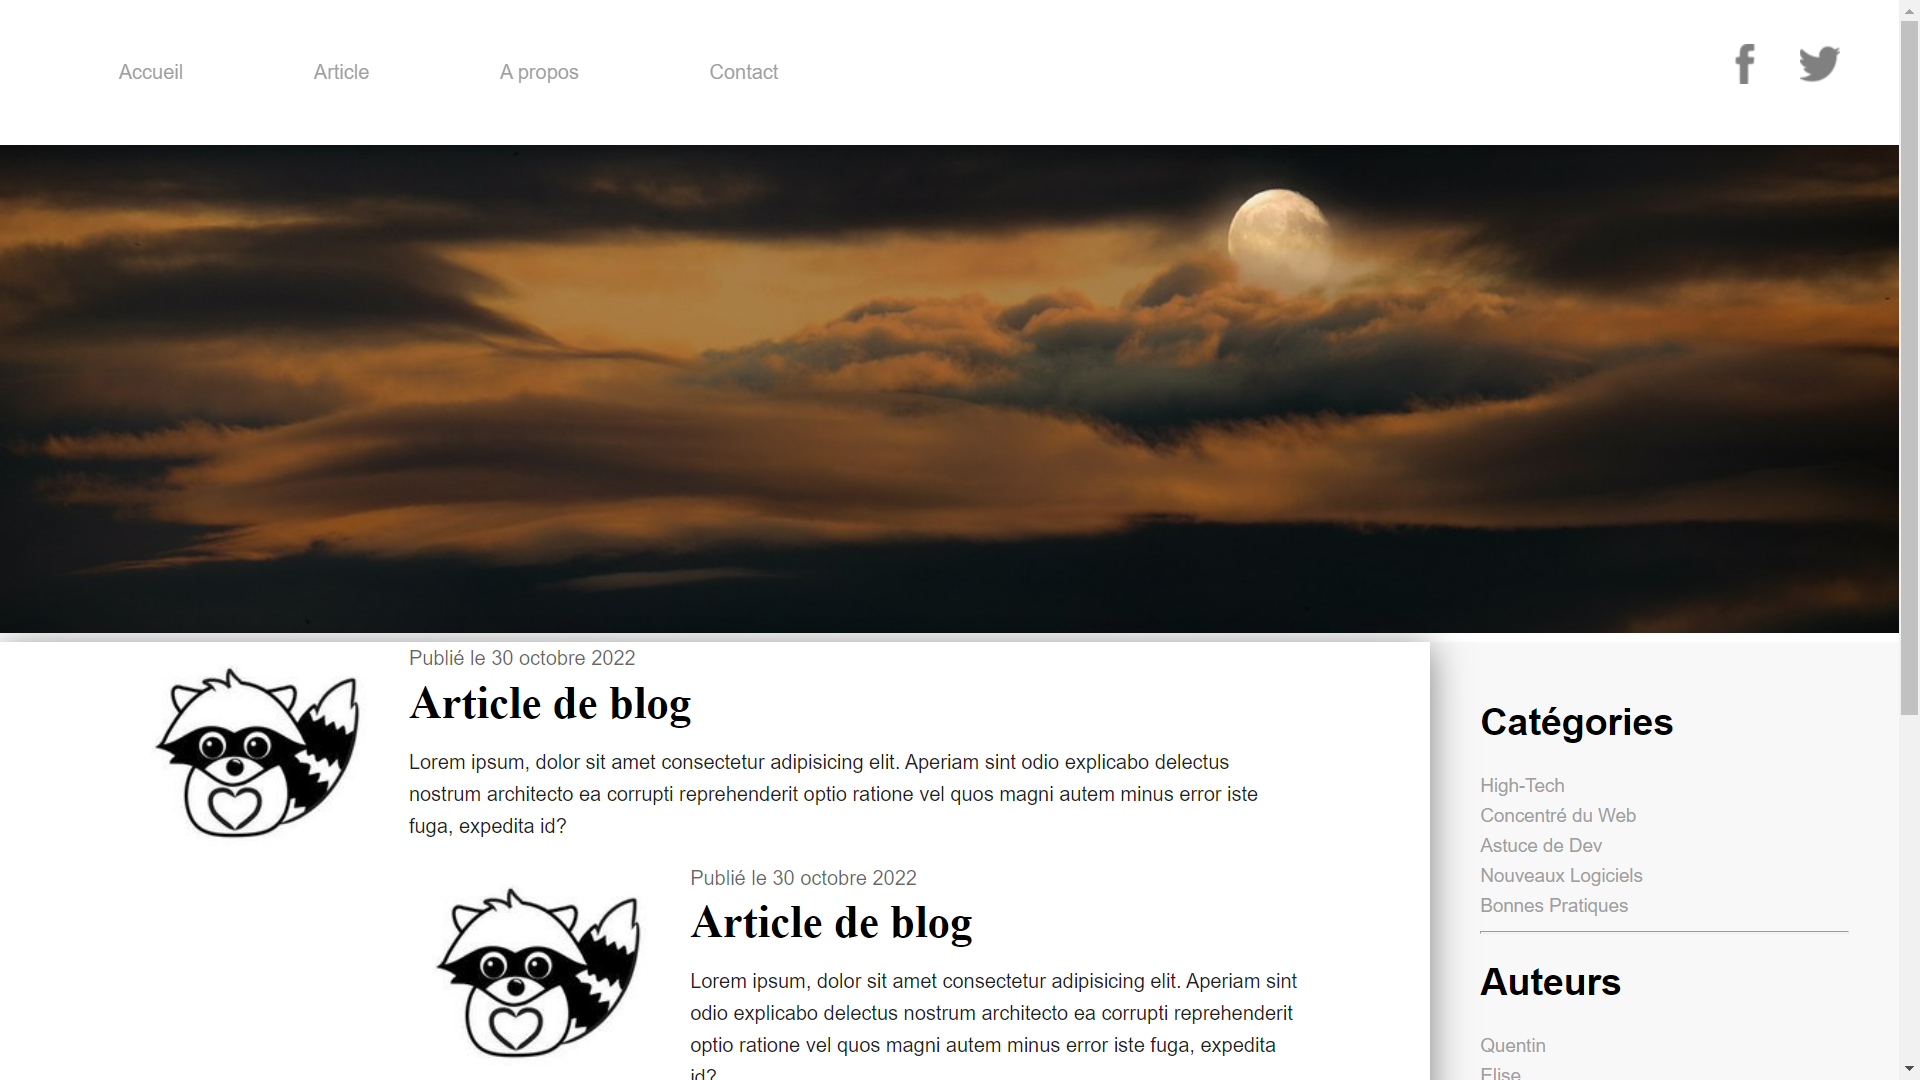 Accueil
Article
A propos
Contact
Publié le 30 octobre 2022
Article de blog
Lorem ipsum, dolor sit amet consectetur adipisicing elit. Aperiam sint odio explicabo delectus
nostrum architecto ea corrupti reprehenderit optio ratione vel quos magni autem minus error iste
fuga, expedita id?
Publié le 30 octobre 2022
Article de blog
Lorem ipsum, dolor sit amet consectetur adipisicing elit. Aperiam sint
odio explicabo delectus nostrum architecto ea corrupti reprehenderit
optio ratione vel quos magni autem minus error iste fuga, expedita
id?
Catégories
High-Tech
Concentré du Web
Astuce de Dev
Nouveaux Logiciels
Bonnes Pratiques
Auteurs
Quentin
Elise